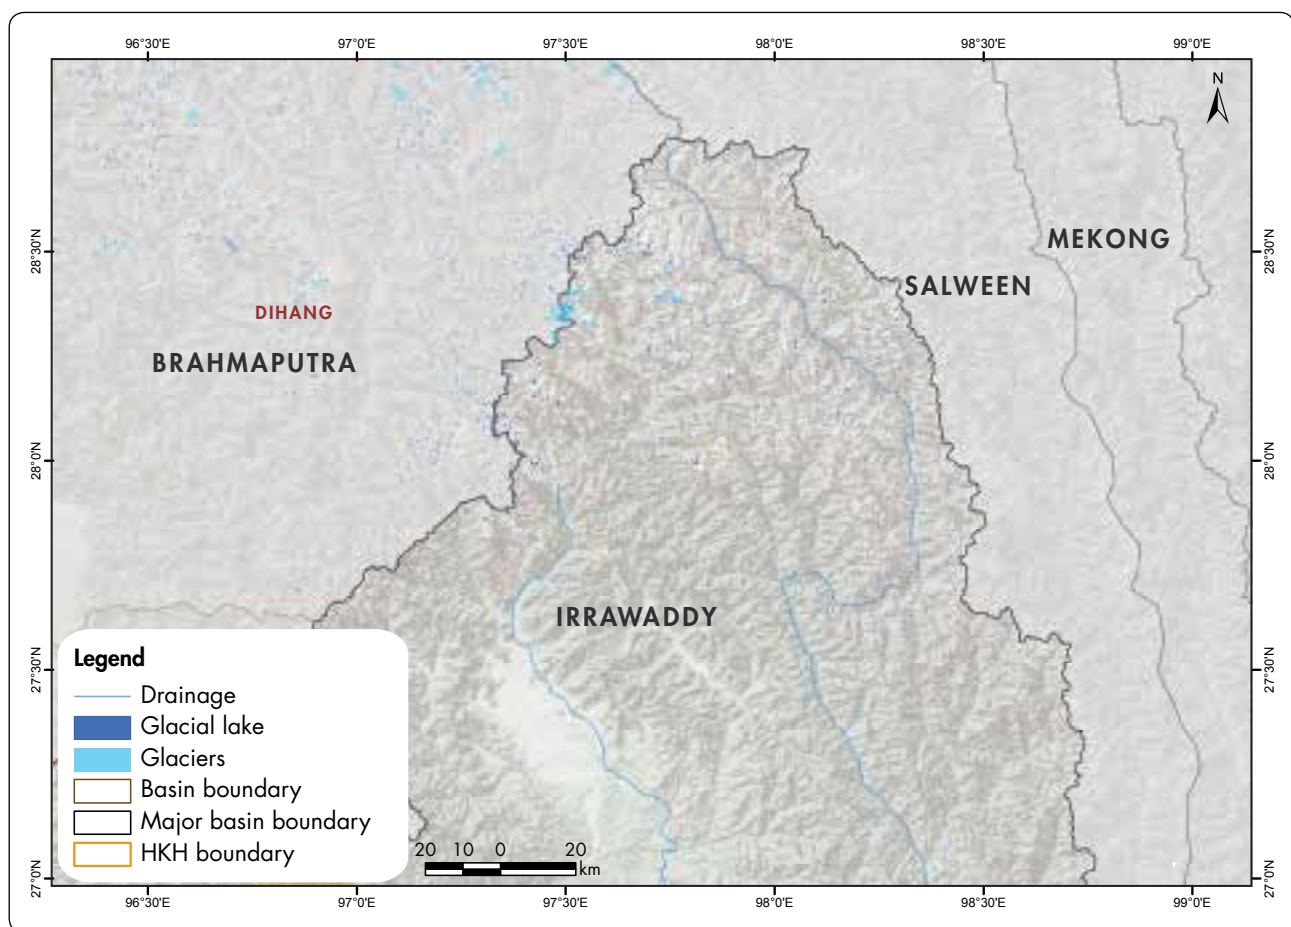 96°30'E 97°0'E 97°30'E 98°0'E 98°30'E 99°0'E
N
28°30'N 28°30'N
MEKONG
SALWEEN
DIHANG
BRAHMAPUTRA
28°0'N 28°0'N
IRRAWADDY
27°30'N 27°30'N
Legend
Drainage
Glacial lake
Glaciers
Basin boundary
Major basin boundary
HKH boundary
20 10 0 20
km
27°0'N 27°0'N
96°30'E 97°0'E 97°30'E 98°0'E 98°30'E 99°0'E